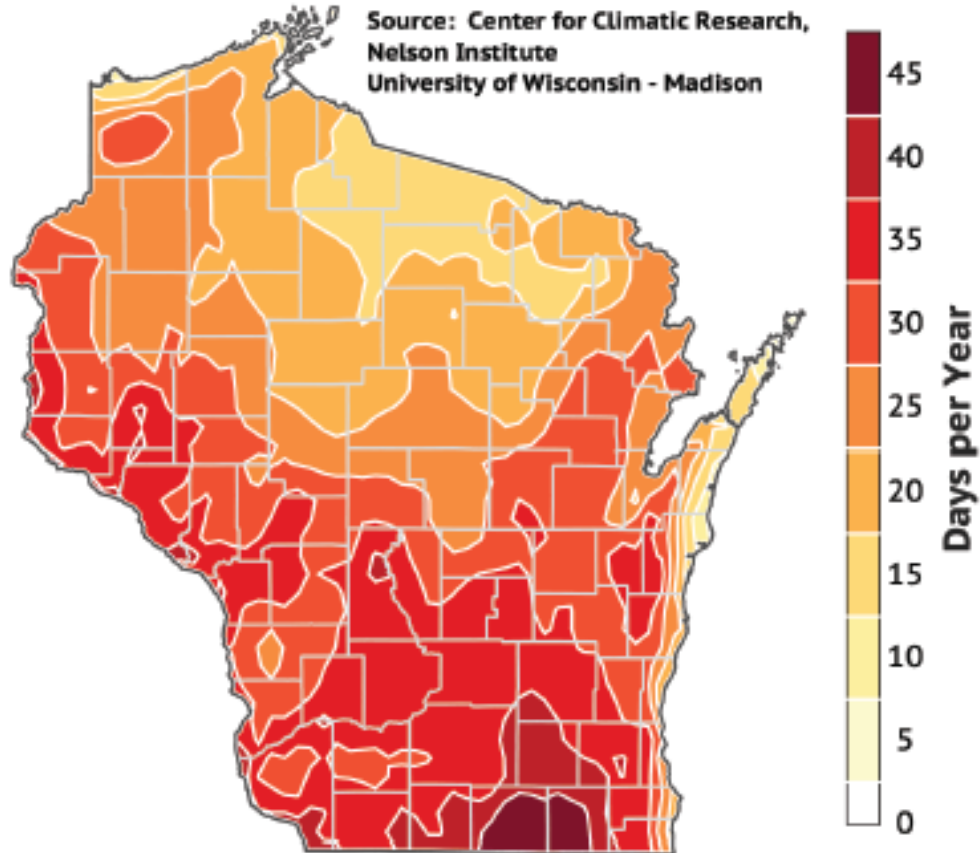 Source: Center for Climatic Research,
Nelson Institute
University of Wisconsin - Madison
45
40
35
30
25
20
15
10
5
0
Days per Year